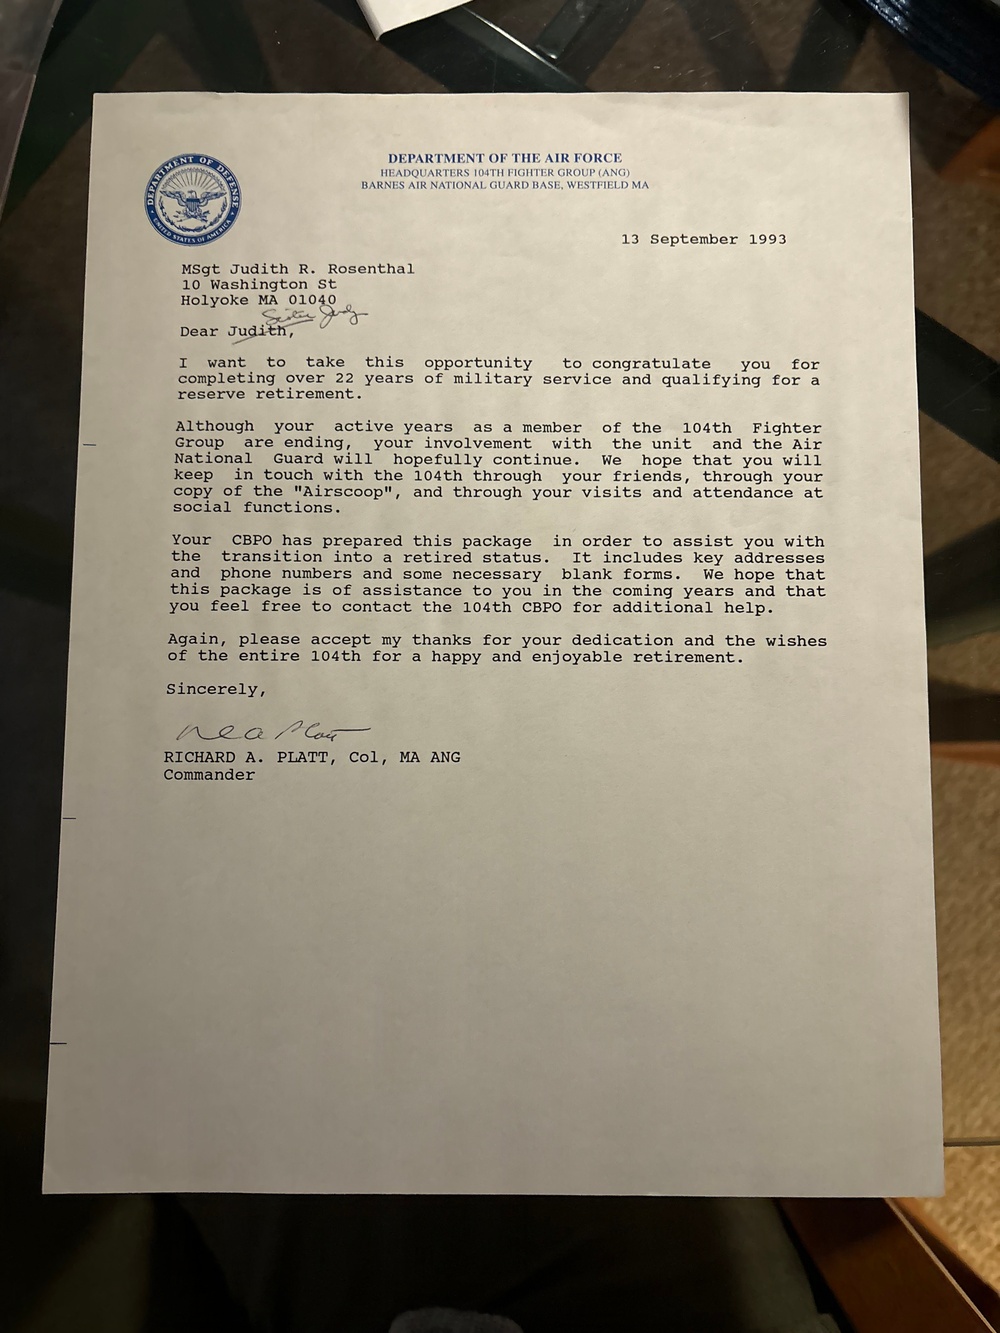 DEPARTMENT OF DEFENSE
UNITED STATES OF AMERICA
DEPARTMENT OF THE AIR FORCE
HEADQUARTERS 104TH FIGHTER GROUP (ANG)
BARNES AIR NATIONAL GUARD BASE, WESTFIELD MA
13 September 1993
MSgt Judith R. Rosenthal
10 Washington St
Holyoke MA 01040
Sister Judy
Dear Judith,
I want to take this opportunity to congratulate you for
completing over 22 years of military service and qualifying for a
reserve retirement.
Although your active years as a member of the 104th Fighter
Group are ending, your involvement with the unit and the Air
National Guard will hopefully continue. We hope that you will
keep in touch with the 104th through your friends, through your
copy of the "Airscoop", and through your visits and attendance at
social functions.
Your CBPO has prepared this package in order to assist you with
the transition into a retired status. It includes key addresses
and phone numbers and some necessary blank forms. We hope that
this package is of assistance to you in the coming years and that
you feel free to contact the 104th CBPO for additional help.
Again, please accept my thanks for your dedication and the wishes
of the entire 104th for a happy and enjoyable retirement.
Sincerely,
RICHARD A. PLATT, Col, MA ANG
Commander